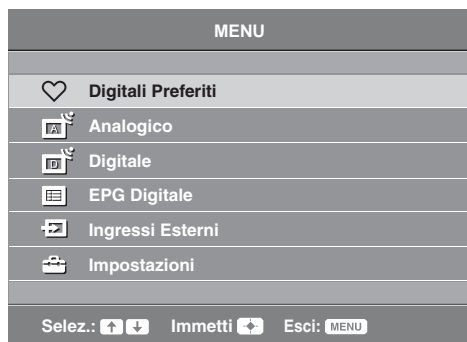 MENU
Digitali Preferiti
A Analogico
D Digitale
EPG Digitale
Ingressi Esterni
Impostazioni
Selez.: ↑ ↓ Immetti Esci: MENU